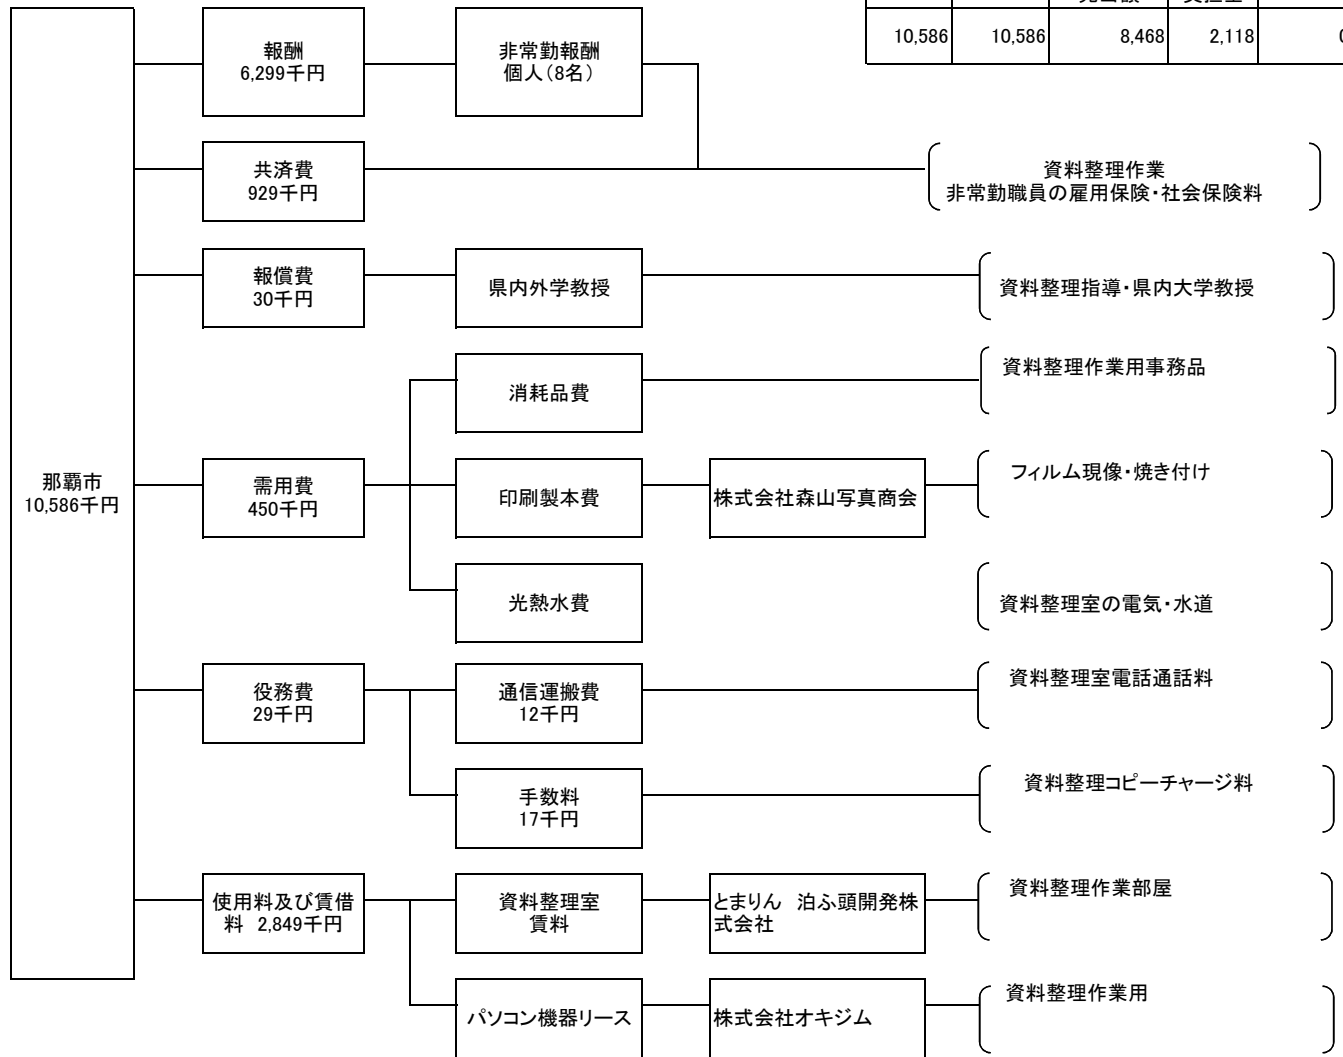 10,586 10,586 8,468 2,118
報酬
6,299千円
非常勤報酬
個人(8名)
共済費
929千円
資料整理作業
非常勤職員の雇用保険・社会保険料
報償費
30千円
県内外学教授
資料整理指導・県内大学教授
消耗品費
資料整理作業用事務品
那覇市
10,586千円
需用費
450千円
印刷製本費
株式会社森山写真商会
フィルム現像・焼き付け
光熱水費
資料整理室の電気・水道
役務費
29千円
通信運搬費
12千円
資料整理室電話通話料
手数料
17千円
資料整理コピーチャージ料
使用料及び賃借
料 2,849千円
資料整理室
賃料
とまりん 泊ふ頭開発株
式会社
資料整理作業部屋
パソコン機器リース
株式会社オキジム
資料整理作業用